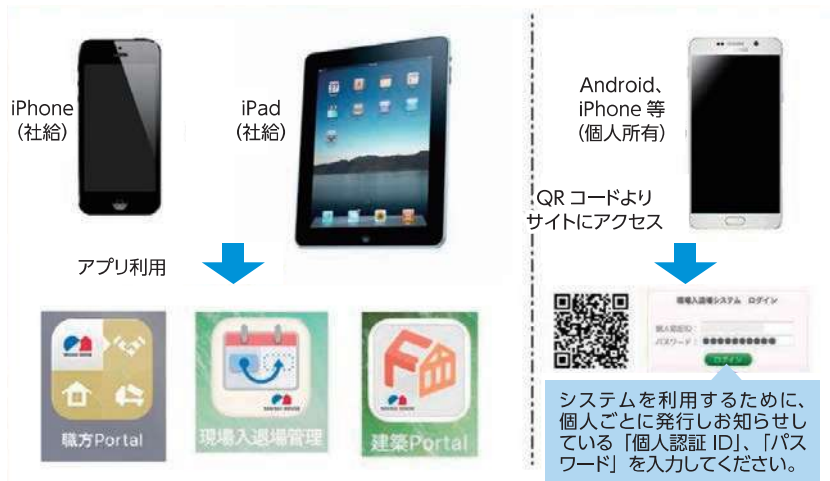 iPhone
(社給)
iPad
(社給)
Android、
iPhone 等
(個人所有)
QR コードより
サイトにアクセス
アプリ利用
職方Portal
現場入退場管理
建築Portal
現場入退場システム ログイン
個人認証ID:
パスワード:
ログイン
システムを利用するために、
個人ごとに発行しお知らせし
ている「個人認証 ID」、「パス
ワード」を入力してください。